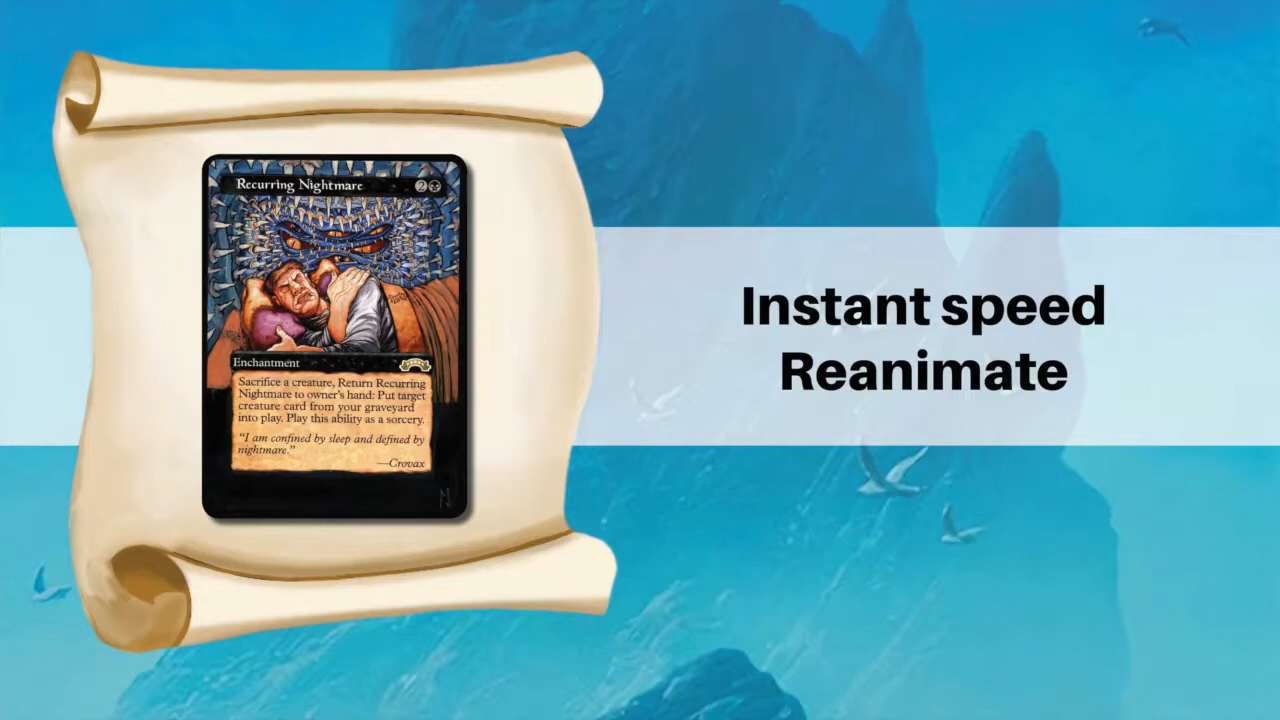 Recurring Nightmare 2
Enchantment
Sacrifice a creature, Return Recurring
Nightmare to owner's hand: Put target
creature card from your graveyard
into play. Play this ability as a sorcery.
"I am confined by sleep and defined by
nightmare."
—Crovax
Instant speed
Reanimate